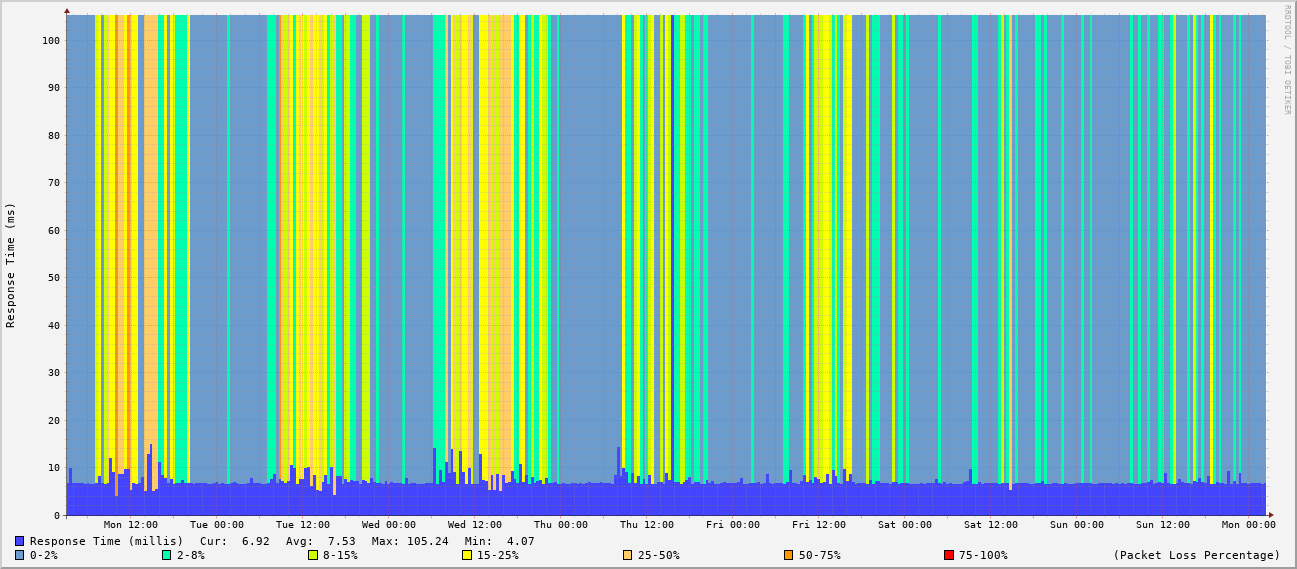 RRDTOOL / TOBI OETIKER
Response Time (ms)
100
90
80
70
60
50
40
30
20
10
0
Mon 12:00 Tue 00:00 Tue 12:00 Wed 00:00 Wed 12:00 Thu 00:00 Thu 12:00 Fri 00:00 Fri 12:00 Sat 00:00 Sat 12:00 Sun 00:00 Sun 12:00 Mon 00:00
Response Time (millis) Cur: 6.92 Avg: 7.53 Max: 105.24 Min: 4.07
0-2% 2-8% 8-15% 15-25% 25-50% 50-75% 75-100% (Packet Loss Percentage)